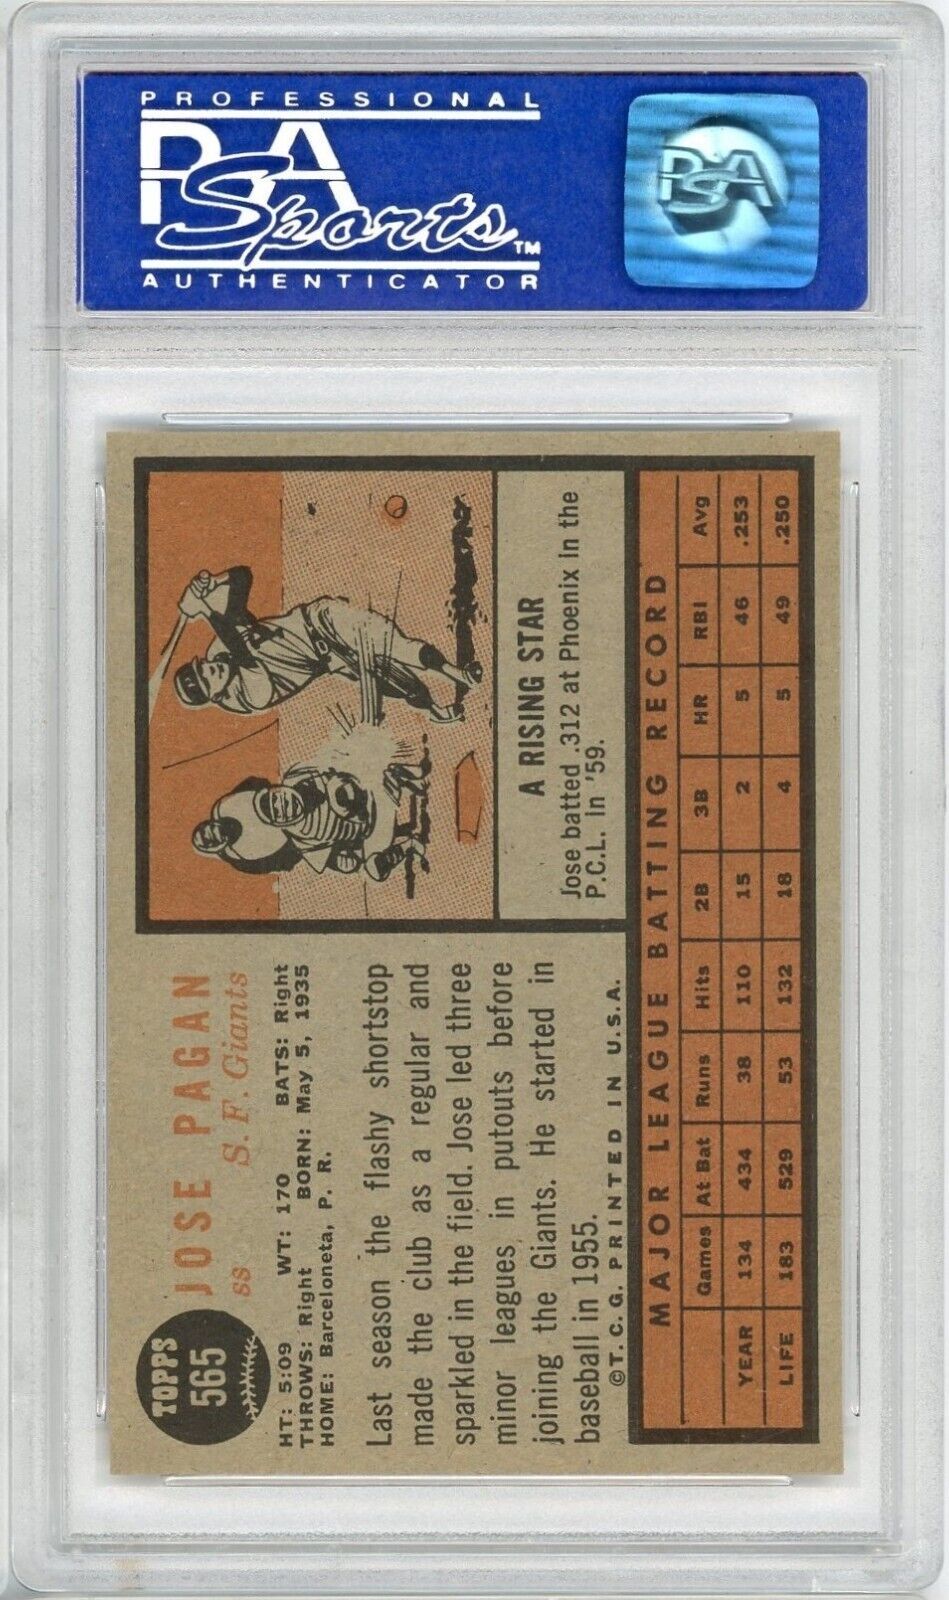 PROFESSIONAL
PSA
Sports™
AUTHENTICATOR
PSA
TOPPS
565
JOSE PAGAN
ss S. F. Giants
HT: 5:09 WT: 170 BATS: Right
THROWS: Right BORN: May 5, 1935
HOME: Barceloneta, P. R.
Last season the flashy shortstop
made the club as a regular and
sparkled in the field. Jose led three
minor leagues in putouts before
joining the Giants. He started in
baseball in 1955.
©T. C. G. PRINTED IN U.S.A.
A RISING STAR
Jose batted .312 at Phoenix in the
P.C.L. in '59.
MAJOR LEAGUE BATTING RECORD
Games At Bat Runs Hits 2B 3B HR RBI Avg
YEAR 134 434 38 110 15 2 5 46 .253
LIFE 183 529 53 132 18 4 5 49 .250